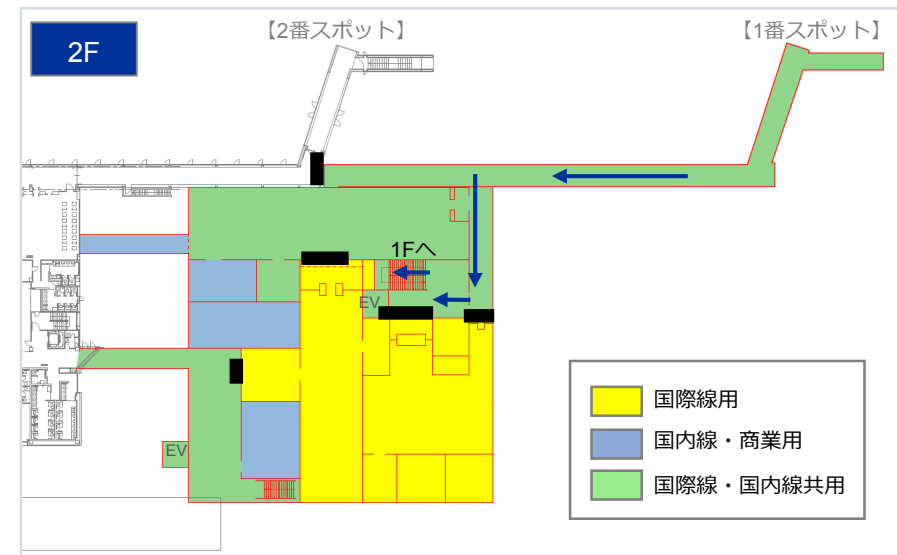 2F
【2番スポット】
【1番スポット】
1Fへ
EV
EV
国際線用
国内線・商業用
国際線・国内線共用